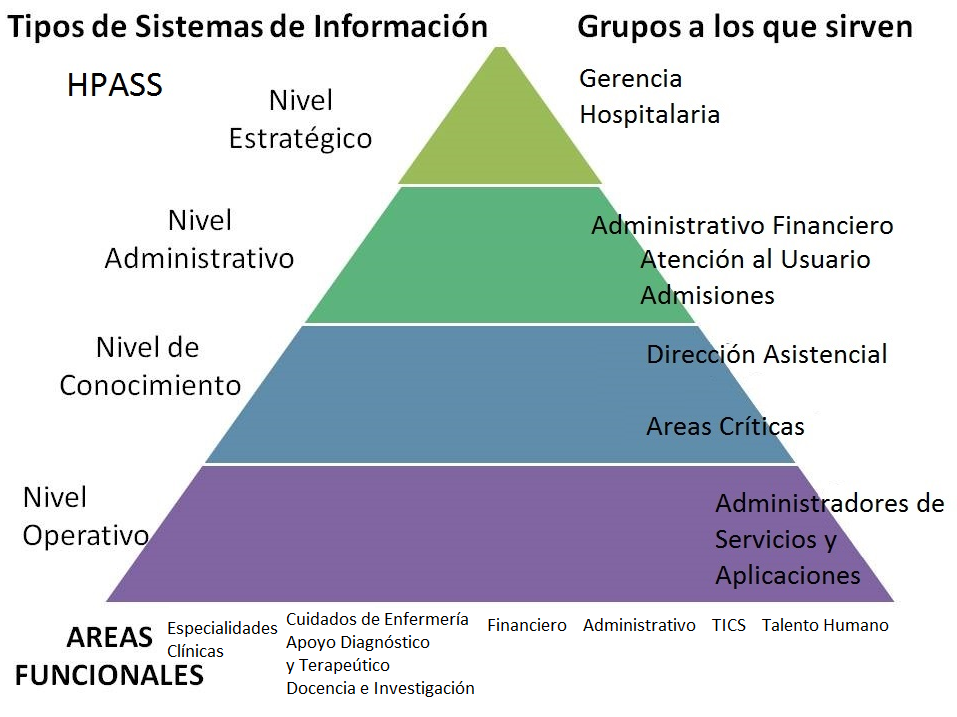 Tipos de Sistemas de Información
Grupos a los que sirven
HPASS
Nivel
Estratégico
Gerencia
Hospitalaria
Nivel
Administrativo
Administrativo Financiero
Atención al Usuario
Admisiones
Nivel de
Conocimiento
Dirección Asistencial
Areas Críticas
Nivel
Operativo
Administradores de
Servicios y
Aplicaciones
AREAS
FUNCIONALES
Especialidades
Clínicas
Cuidados de Enfermería
Apoyo Diagnóstico
y Terapeútico
Docencia e Investigación
Financiero
Administrativo
TICS
Talento Humano